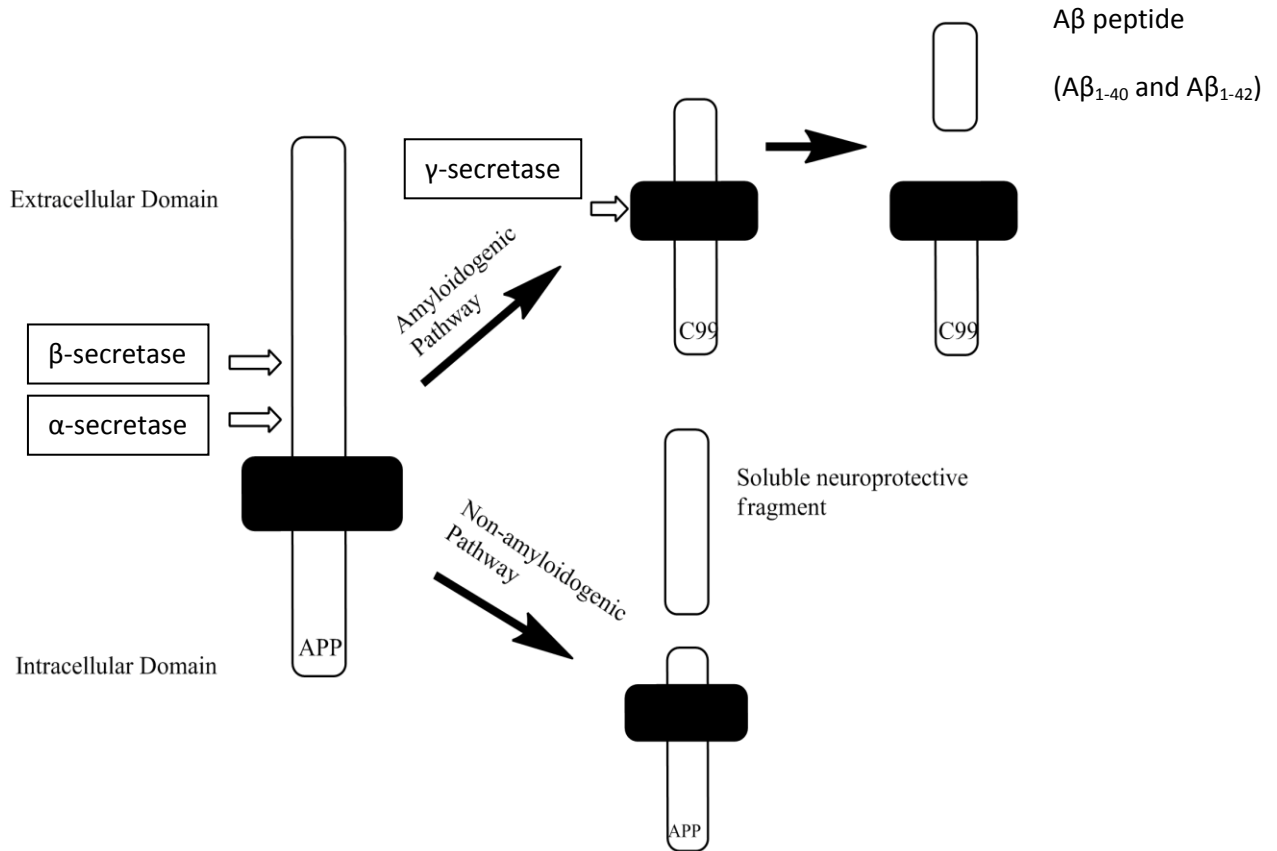 Aβ peptide
(Aβ1-40 and Aβ1-42)
γ-secretase
Extracellular Domain
Amyloidogenic
Pathway
C99
C99
β-secretase
α-secretase
Soluble neuroprotective
fragment
Non-amyloidogenic
Pathway
APP
Intracellular Domain
APP